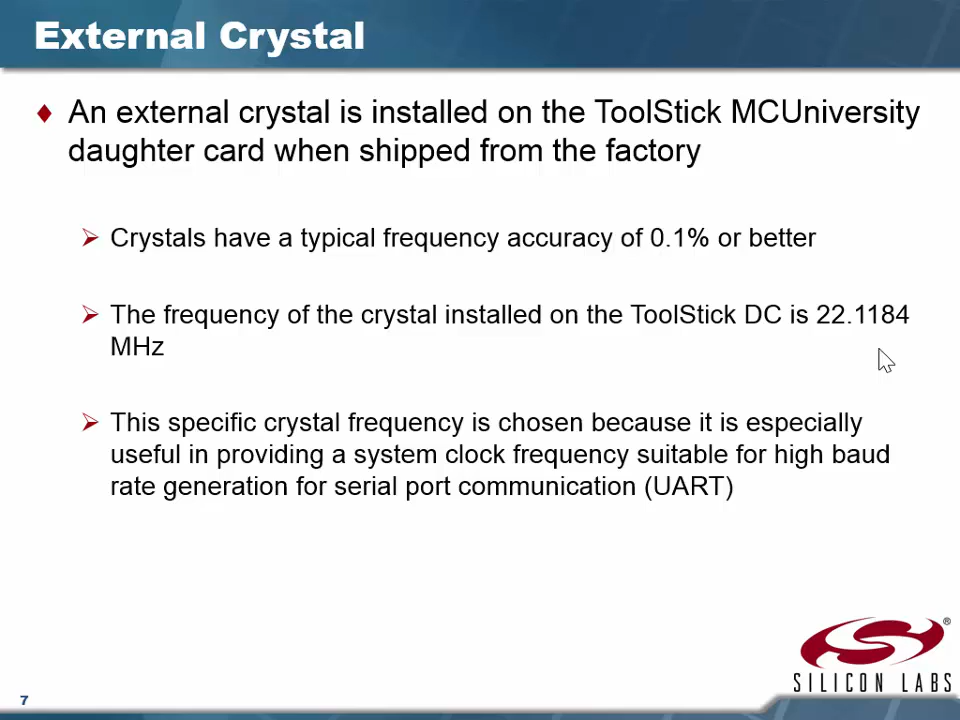 External Crystal
An external crystal is installed on the ToolStick MCUniversity
daughter card when shipped from the factory
Crystals have a typical frequency accuracy of 0.1% or better
The frequency of the crystal installed on the ToolStick DC is 22.1184
MHz
This specific crystal frequency is chosen because it is especially
useful in providing a system clock frequency suitable for high baud
rate generation for serial port communication (UART)
®
SILICON LABS
7